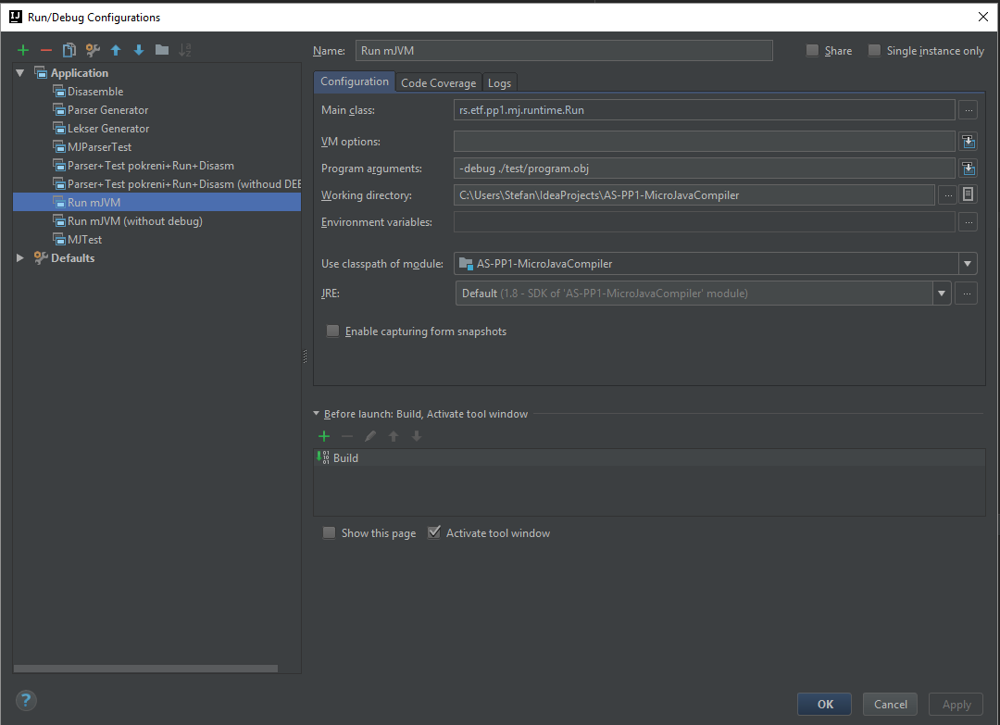 Run/Debug Configurations
Name: Run mJVM Share Single instance only
Application
Disasemble
Parser Generator
Lekser Generator
MJParserTest
Parser+Test pokreni+Run+Disasm
Parser+Test pokreni+Run+Disasm (withoud DEE
Run mJVM
Run mJVM (without debug)
MJTest
Defaults
Configuration Code Coverage Logs
Main class: rs.etf.pp1.mj.runtime.Run ...
VM options:
Program arguments: -debug ./test/program.obj
Working directory: C:\Users\Stefan\IdeaProjects\AS-PP1-MicroJavaCompiler ...
Environment variables: ...
Use classpath of module: AS-PP1-MicroJavaCompiler
JRE: Default (1.8 - SDK of 'AS-PP1-MicroJavaCompiler' module) ...
Enable capturing form snapshots
Before launch: Build, Activate tool window
Build
Show this page Activate tool window
? OK Cancel Apply